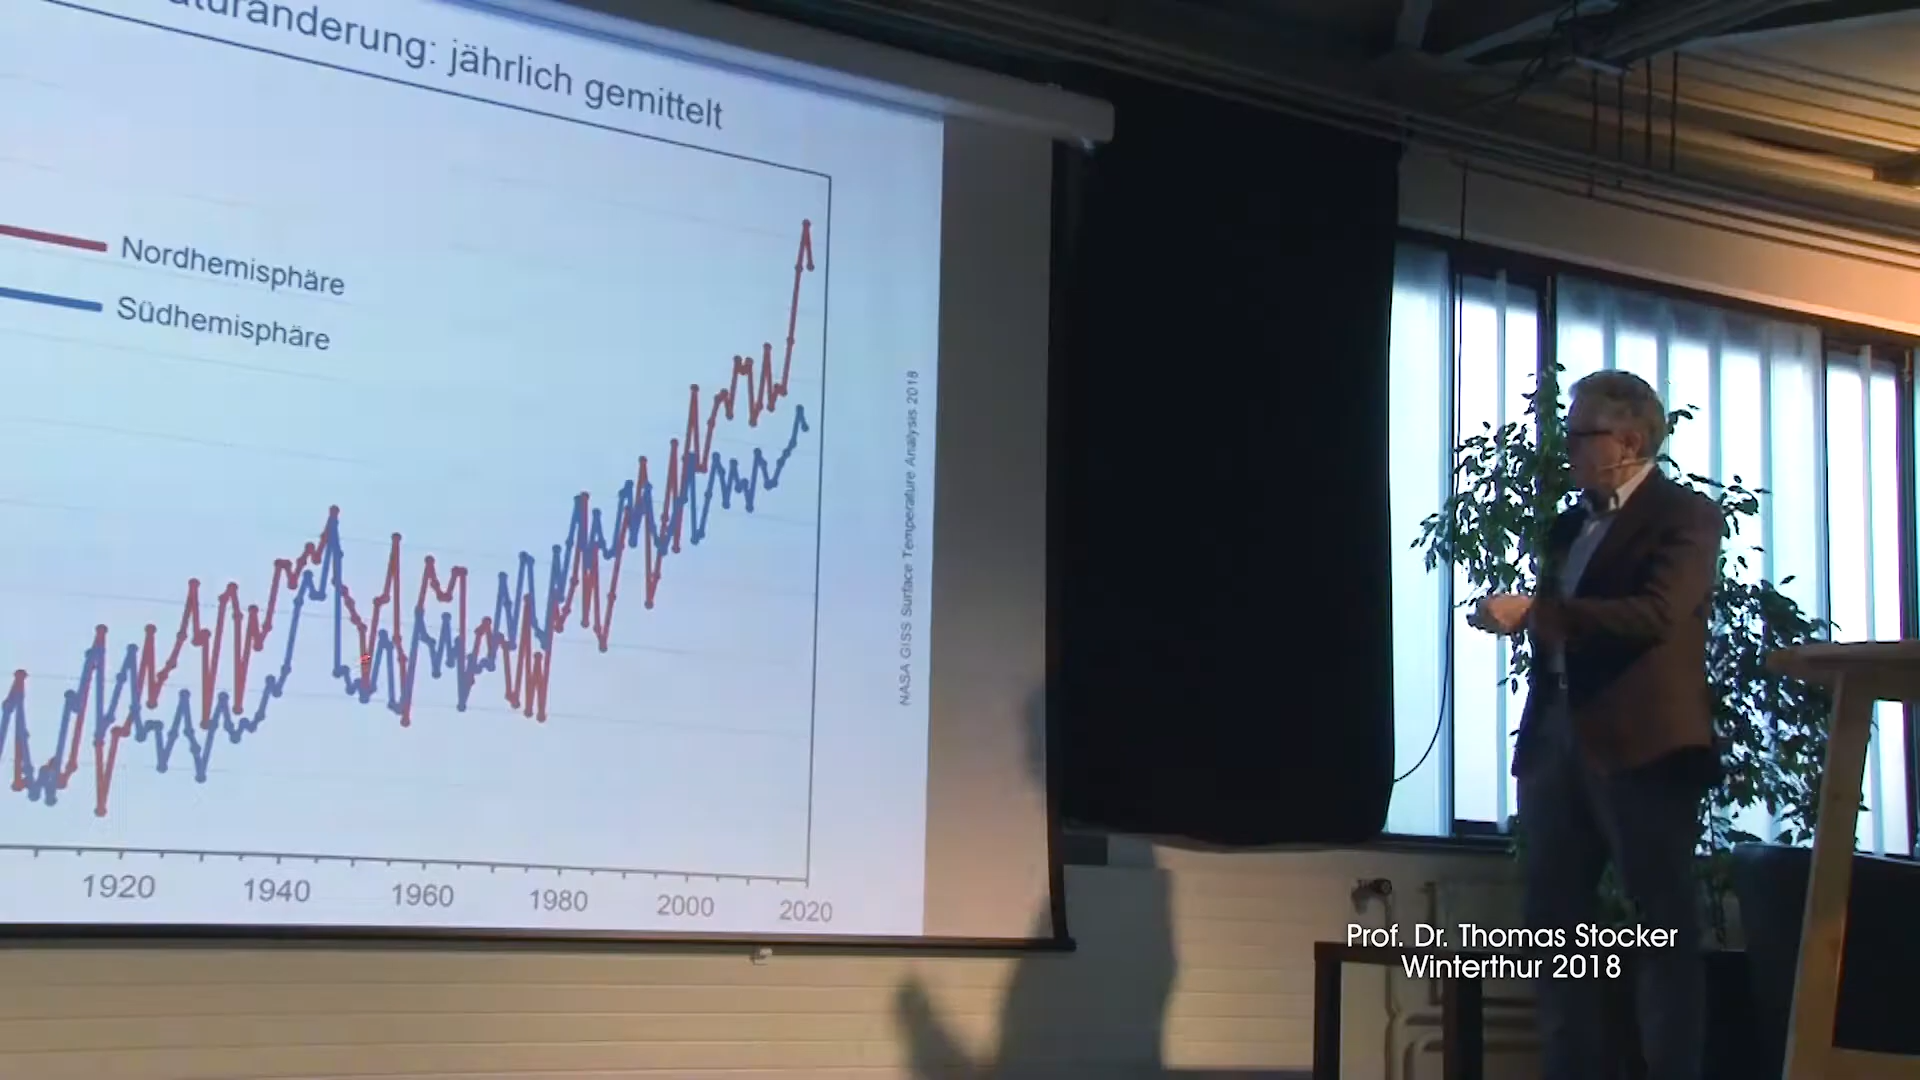 turänderung: jährlich gemittelt
Nordhemisphäre
Südhemisphäre
NASA GISS Surface Temperature Analysis 2018
1920 1940 1960 1980 2000 2020
Prof. Dr. Thomas Stocker
Winterthur 2018